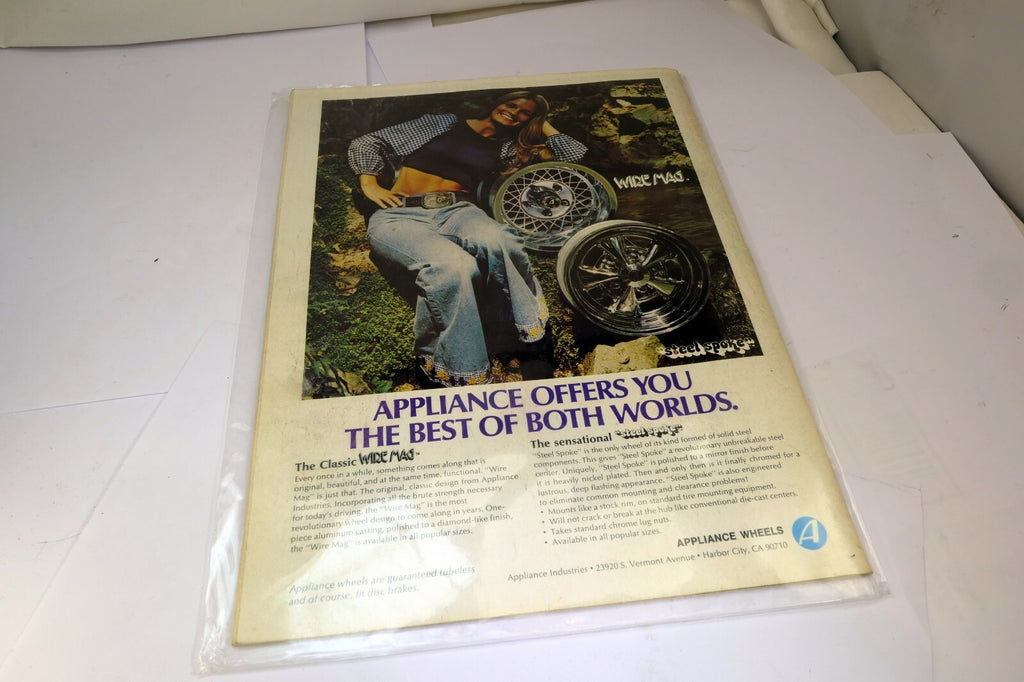 WIRE MAG.
"steel spoke"
APPLIANCE OFFERS YOU
THE BEST OF BOTH WORLDS.
The Classic WIRE MAG™
Every once in a while, something comes along that is
original, beautiful, and at the same time, functional. "Wire
Mag" is just that. The original, classic design from Appliance
Industries. Incorporating all the brute strength necessary
for today's driving, the "Wire Mag" is the most
revolutionary wheel design to come along in years. One-
piece aluminum casting, polished to a diamond-like finish,
the "Wire Mag" is available in all popular sizes.
Appliance wheels are guaranteed tubeless
and of course, fit disc brakes.
The sensational "steel spoke"
"Steel Spoke" is the only wheel of its kind formed of solid steel
components. This gives "Steel Spoke" a revolutionary unbreakable steel
center. Uniquely, "Steel Spoke" is polished to a mirror finish before
it is heavily nickel plated. Then and only then is it finally chromed for a
lustrous, deep flashing appearance. "Steel Spoke" is also engineered
to eliminate common mounting and clearance problems!
• Mounts like a stock rim, on standard tire mounting equipment.
• Will not crack or break at the hub like conventional die-cast centers.
• Takes standard chrome lug nuts.
• Available in all popular sizes.
APPLIANCE WHEELS A
Appliance Industries • 23920 S. Vermont Avenue • Harbor City, CA 90710